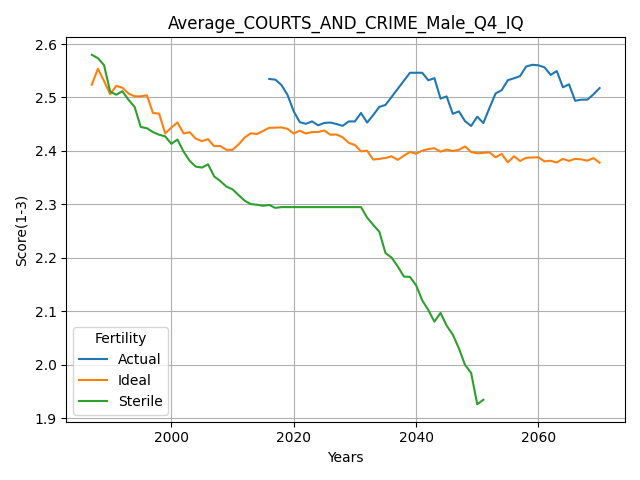 Average_COURTS_AND_CRIME_Male_Q4_IQ
2.6
2.5
2.4
2.3
2.2
2.1
2.0
1.9
Score(1-3)
Fertility
Actual
Ideal
Sterile
2000
2020
2040
2060
Years